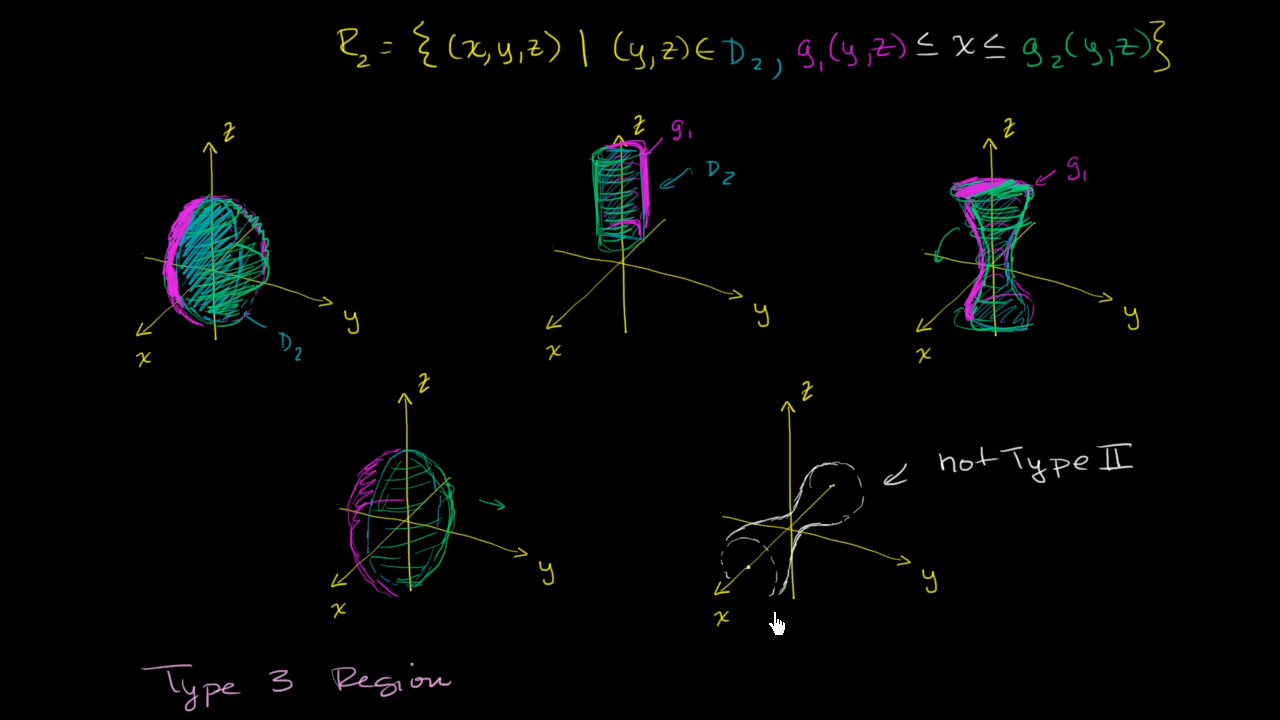 R₂ = {(x,y,z) | (y,z) ∈ D₂, g₁(y,z) ≤ x ≤ g₂(y,z)}
z y x D₂
z y x g₁ D₂
z y x g₁
z y x
z y x not Type II
Type 3 Region